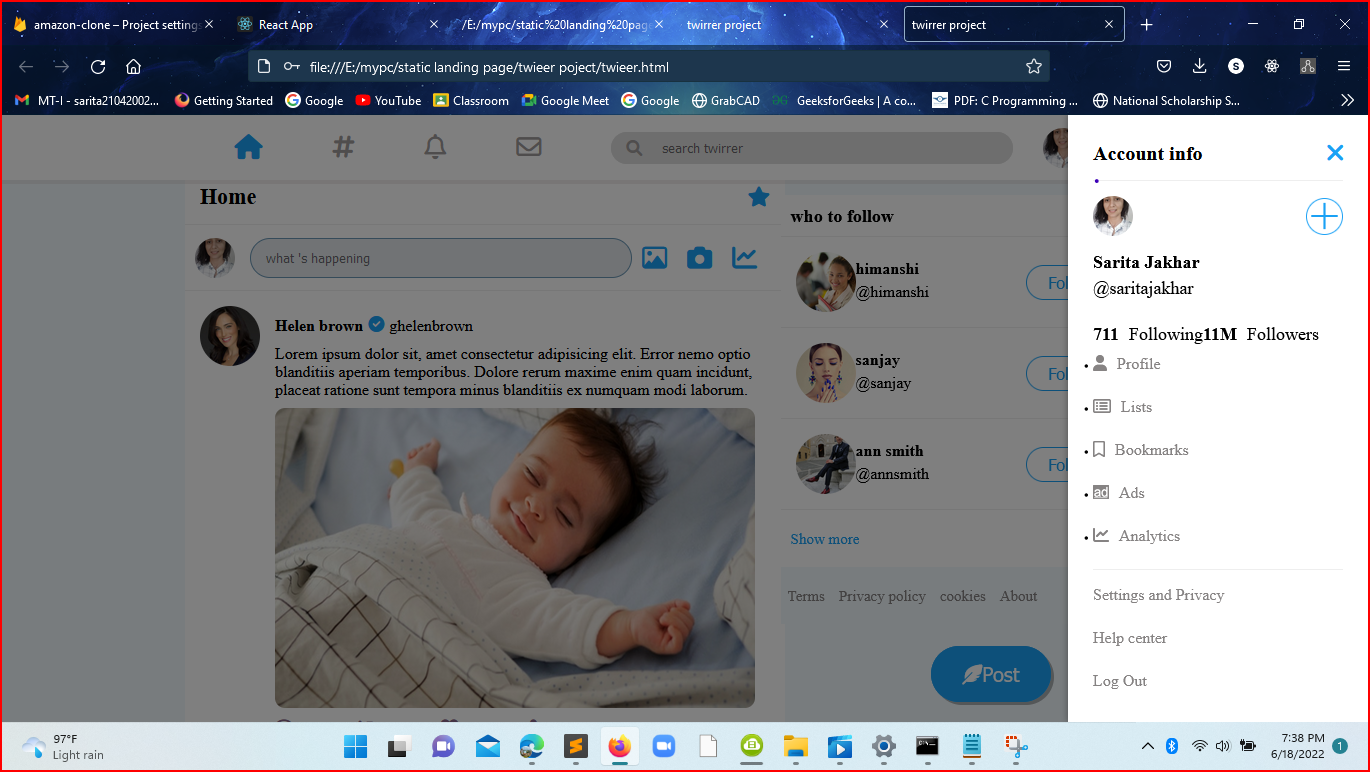 amazon-clone – Project settings
React App
/E:/mypc/static%20landing%20page
twirrer project
twirrer project
file:///E:/mypc/static landing page/twieer poject/twieer.html
MT-I - sarita21042002...
Getting Started
Google
YouTube
Classroom
Google Meet
Google
GrabCAD
GeeksforGeeks | A co...
PDF: C Programming ...
National Scholarship S...
search twirrer
Home
what 's happening
Helen brown ghelenbrown
Lorem ipsum dolor sit, amet consectetur adipisicing elit. Error nemo optio
blanditiis aperiam temporibus. Dolore rerum maxime enim quam incidunt,
placeat ratione sunt tempora minus blanditiis ex numquam modi laborum.
who to follow
himanshi
@himanshi
Fol
sanjay
@sanjay
Fol
ann smith
@annsmith
Fol
Show more
Terms Privacy policy cookies About
Post
Account info
Sarita Jakhar
@saritajakhar
711 Following11M Followers
Profile
Lists
Bookmarks
ad Ads
Analytics
Settings and Privacy
Help center
Log Out
97°F
Light rain
7:38 PM
6/18/2022
1